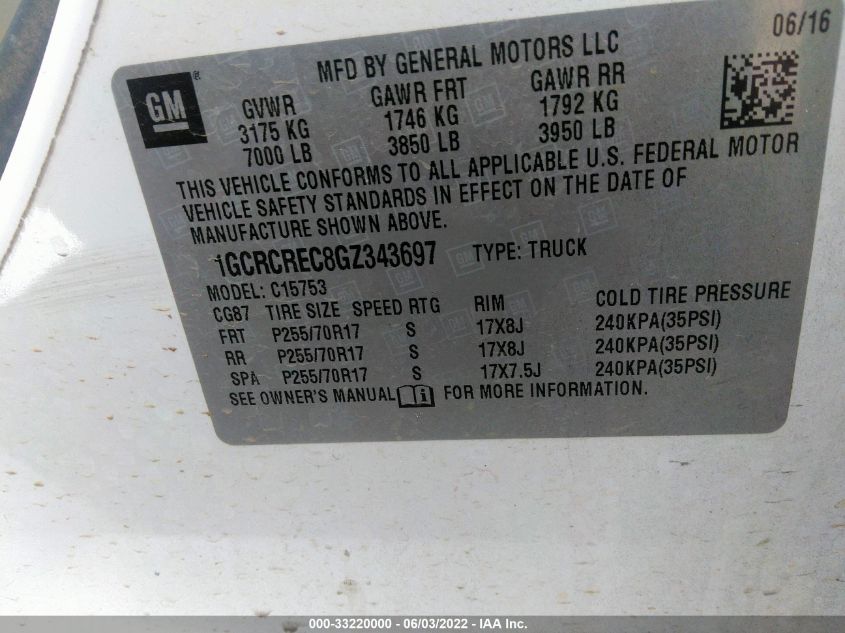 06/16
MFD BY GENERAL MOTORS LLC
GM
®
GVWR GAWR FRT GAWR RR
3175 KG 1746 KG 1792 KG
7000 LB 3850 LB 3950 LB
THIS VEHICLE CONFORMS TO ALL APPLICABLE U.S. FEDERAL MOTOR
VEHICLE SAFETY STANDARDS IN EFFECT ON THE DATE OF
MANUFACTURE SHOWN ABOVE.
1GCRCREC8GZ343697 TYPE: TRUCK
MODEL: C15753
CG87 TIRE SIZE SPEED RTG RIM COLD TIRE PRESSURE
FRT P255/70R17 S 17X8J 240KPA(35PSI)
RR P255/70R17 S 17X8J 240KPA(35PSI)
SPA P255/70R17 S 17X7.5J 240KPA(35PSI)
SEE OWNER'S MANUAL i FOR MORE INFORMATION.
000-33220000 - 06/03/2022 - IAA Inc.